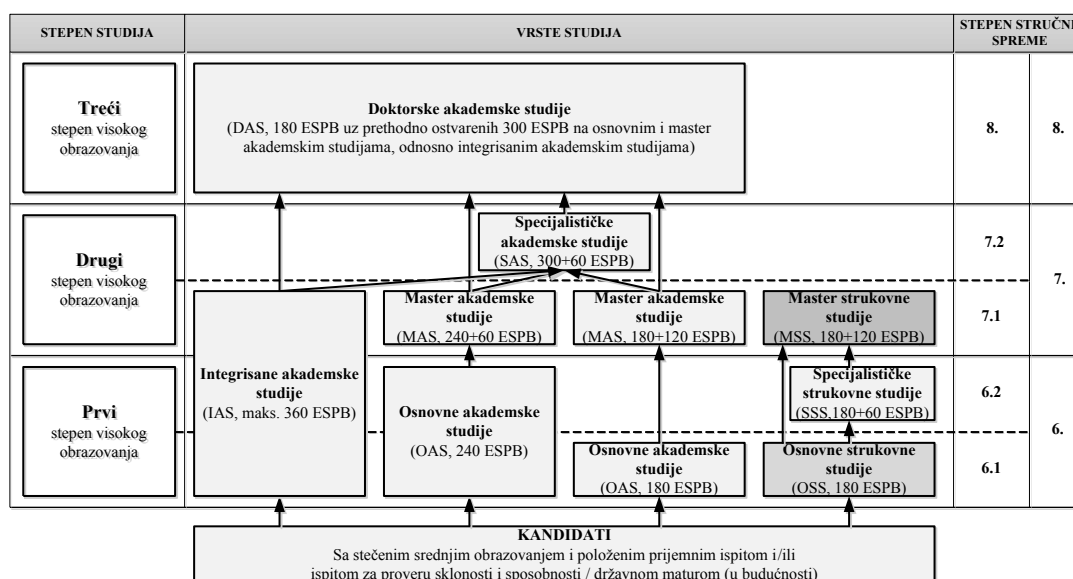 STEPEN STUDIJA
VRSTE STUDIJA
STEPEN STRUČNE
SPREME
Treći
stepen visokog
obrazovanja
Doktorske akademske studije
(DAS, 180 ESPB uz prethodno ostvarenih 300 ESPB na osnovnim i master
akademskim studijama, odnosno integrisanim akademskim studijama)
8.
8.
Drugi
stepen visokog
obrazovanja
Specijalističke
akademske studije
(SAS, 300+60 ESPB)
7.2
7.
Master akademske
studije
(MAS, 240+60 ESPB)
Master akademske
studije
(MAS, 180+120 ESPB)
Master strukovne
studije
(MSS, 180+120 ESPB)
7.1
Prvi
stepen visokog
obrazovanja
Integrisane akademske
studije
(IAS, maks. 360 ESPB)
Osnovne akademske
studije
(OAS, 240 ESPB)
Specijalističke
strukovne studije
(SSS,180+60 ESPB)
6.2
6.
Osnovne akademske
studije
(OAS, 180 ESPB)
Osnovne strukovne
studije
(OSS, 180 ESPB)
6.1
KANDIDATI
Sa stečenim srednjim obrazovanjem i položenim prijemnim ispitom i/ili
ispitom za proveru sklonosti i sposobnosti / državnom maturom (u budućnosti)